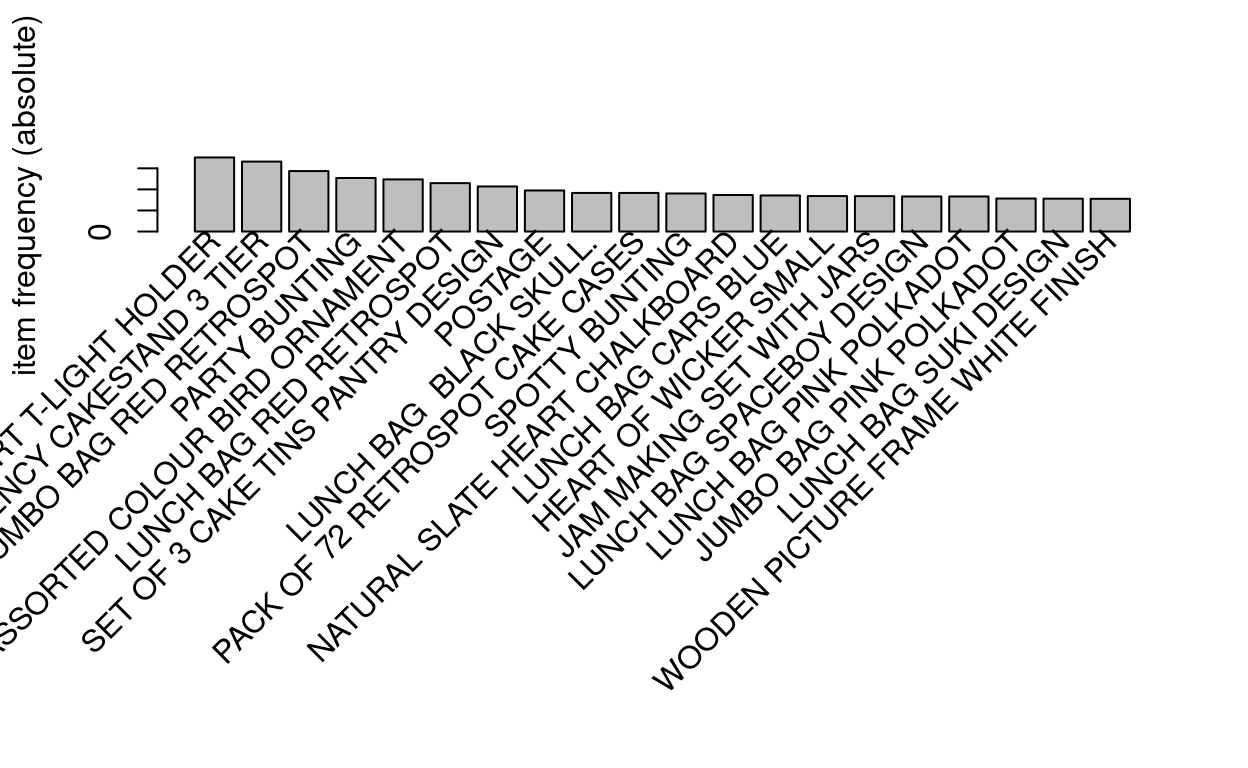 item frequency (absolute)
0
T-LIGHT HOLDER
CAKESTAND 3 TIER
BAG RED RETROSPOT
PARTY BUNTING
COLOUR BIRD ORNAMENT
LUNCH BAG RED RETROSPOT
SET OF 3 CAKE TINS PANTRY DESIGN
POSTAGE
LUNCH BAG  BLACK SKULL.
PACK OF 72 RETROSPOT CAKE CASES
SPOTTY BUNTING
NATURAL SLATE HEART CHALKBOARD
LUNCH BAG CARS BLUE
HEART OF WICKER SMALL
JAM MAKING SET WITH JARS
LUNCH BAG SPACEBOY DESIGN
LUNCH BAG PINK POLKADOT
JUMBO BAG PINK POLKADOT
LUNCH BAG SUKI DESIGN
WOODEN PICTURE FRAME WHITE FINISH